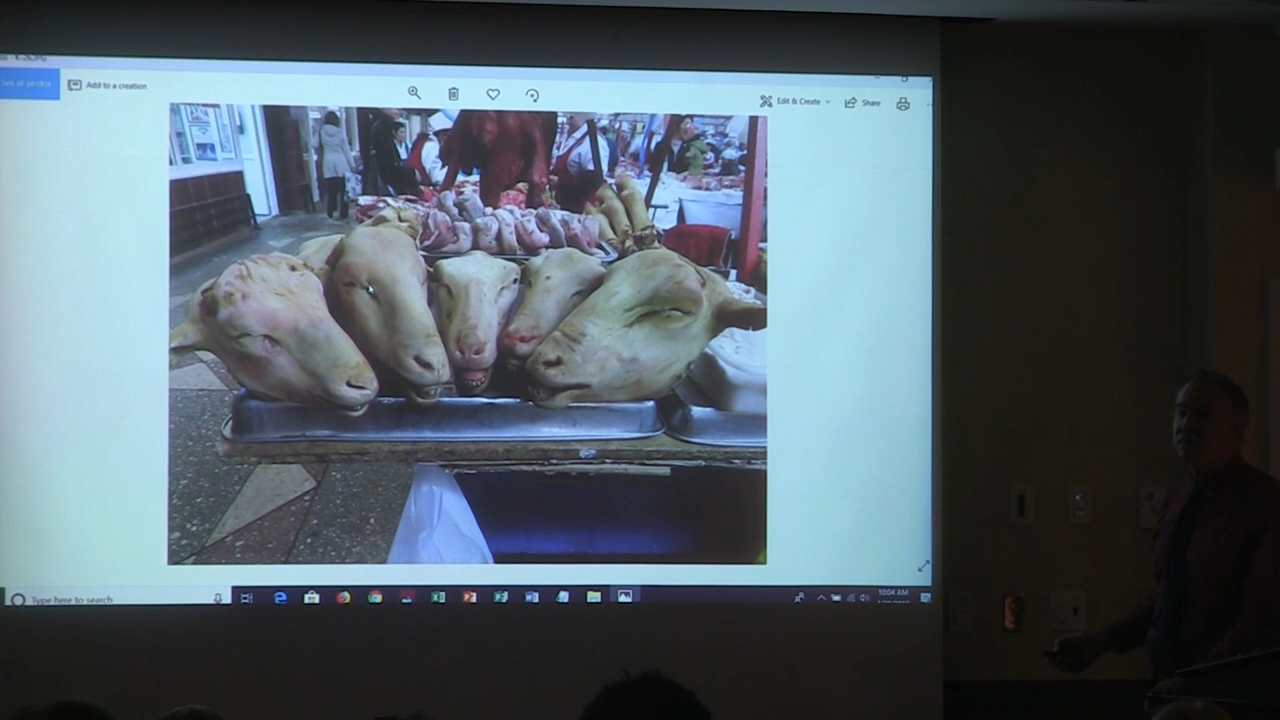 See all photos
Add to a creation
Edit & Create
Share
Type here to search
10:04 AM